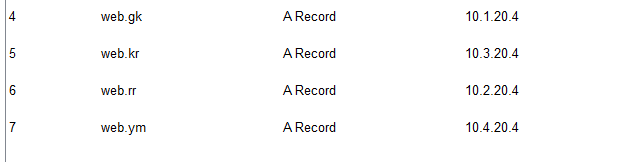 4 web.gk A Record 10.1.20.4
5 web.kr A Record 10.3.20.4
6 web.rr A Record 10.2.20.4
7 web.ym A Record 10.4.20.4